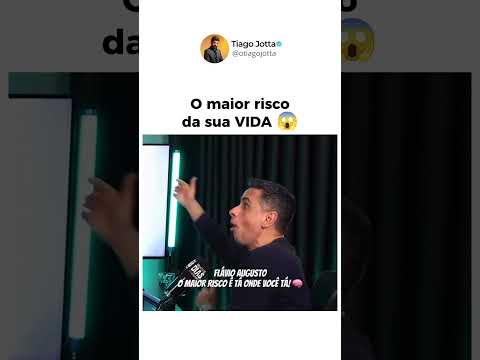 Tiago Jotta
@otiagojotta
O maior risco
da sua VIDA 😱
FLÁVIO AUGUSTO
O MAIOR RISCO É TÁ ONDE VOCÊ TÁ! 🧠